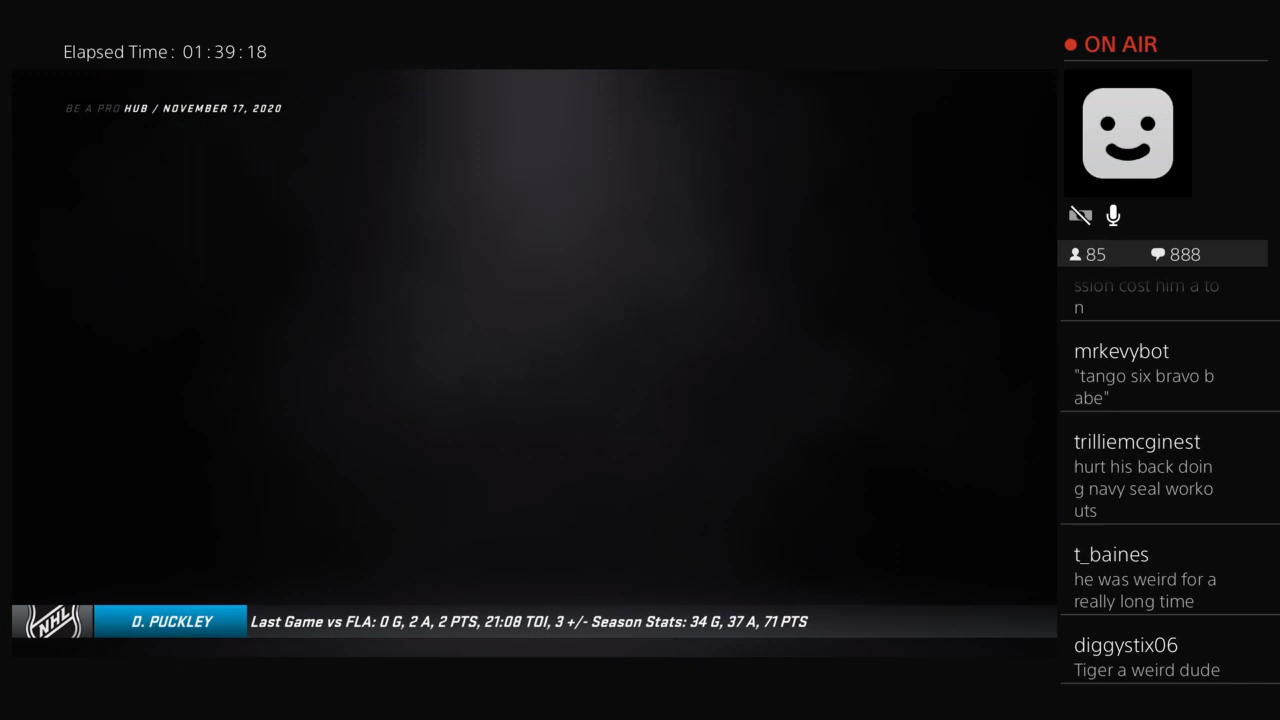 Elapsed Time: 01:39:18
BE A PRO HUB / NOVEMBER 17, 2020
ON AIR
85 888
ssion cost him a to
n
mrkevybot
"tango six bravo b
abe"
trilliemcginest
hurt his back doin
g navy seal worko
uts
t_baines
he was weird for a
really long time
diggystix06
Tiger a weird dude
NHL D. PUCKLEY Last Game vs FLA: 0 G, 2 A, 2 PTS, 21:08 TOI, 3 +/- Season Stats: 34 G, 37 A, 71 PTS